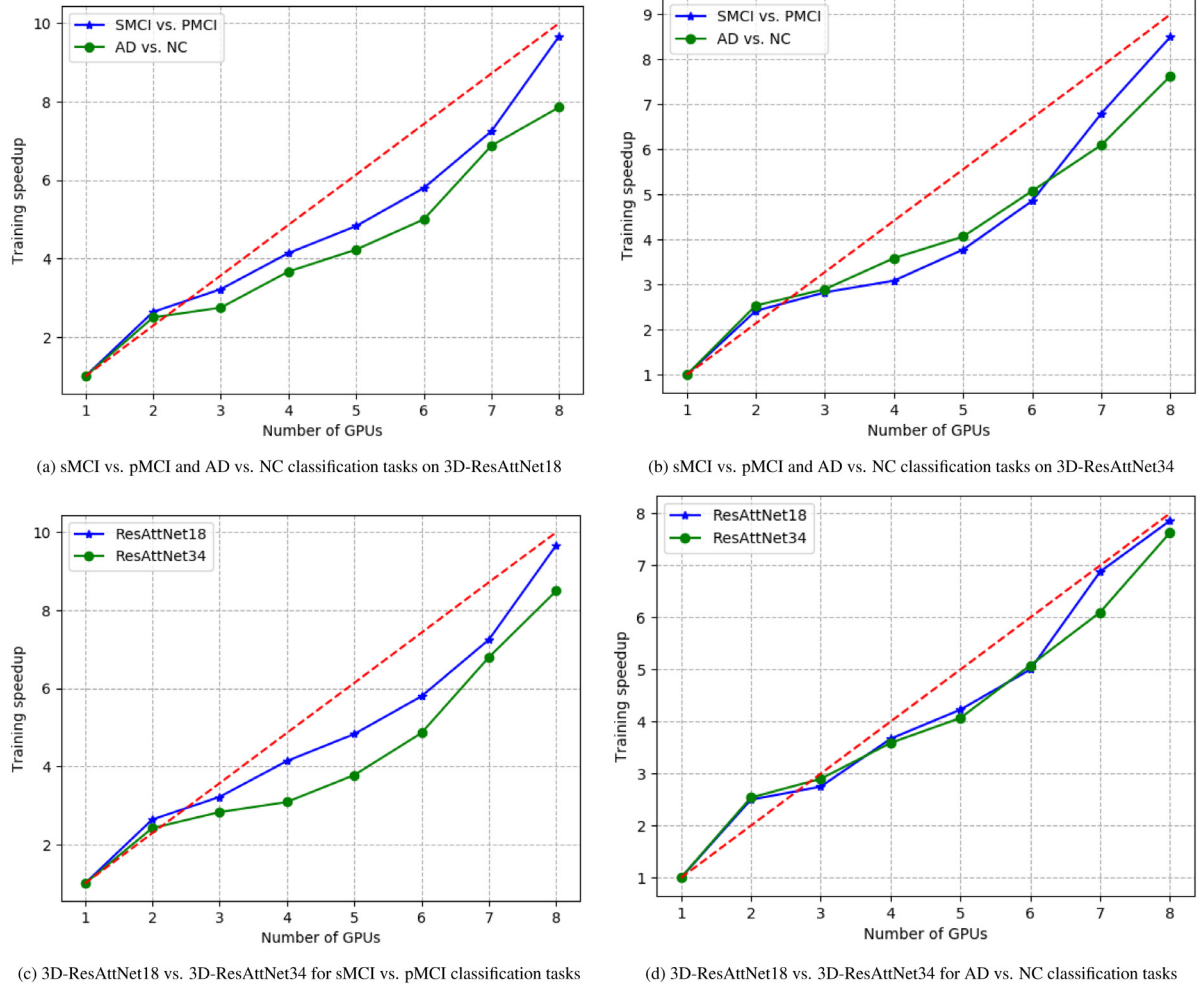 SMCI vs. PMCI
AD vs. NC
10
8
6
4
2
Training speedup
1 2 3 4 5 6 7 8
Number of GPUs
(a) sMCI vs. pMCI and AD vs. NC classification tasks on 3D-ResAttNet18
SMCI vs. PMCI
AD vs. NC
9
8
7
6
5
4
3
2
1
Training speedup
1 2 3 4 5 6 7 8
Number of GPUs
(b) sMCI vs. pMCI and AD vs. NC classification tasks on 3D-ResAttNet34
ResAttNet18
ResAttNet34
10
8
6
4
2
Training speedup
1 2 3 4 5 6 7 8
Number of GPUs
(c) 3D-ResAttNet18 vs. 3D-ResAttNet34 for sMCI vs. pMCI classification tasks
ResAttNet18
ResAttNet34
8
7
6
5
4
3
2
1
Training speedup
1 2 3 4 5 6 7 8
Number of GPUs
(d) 3D-ResAttNet18 vs. 3D-ResAttNet34 for AD vs. NC classification tasks